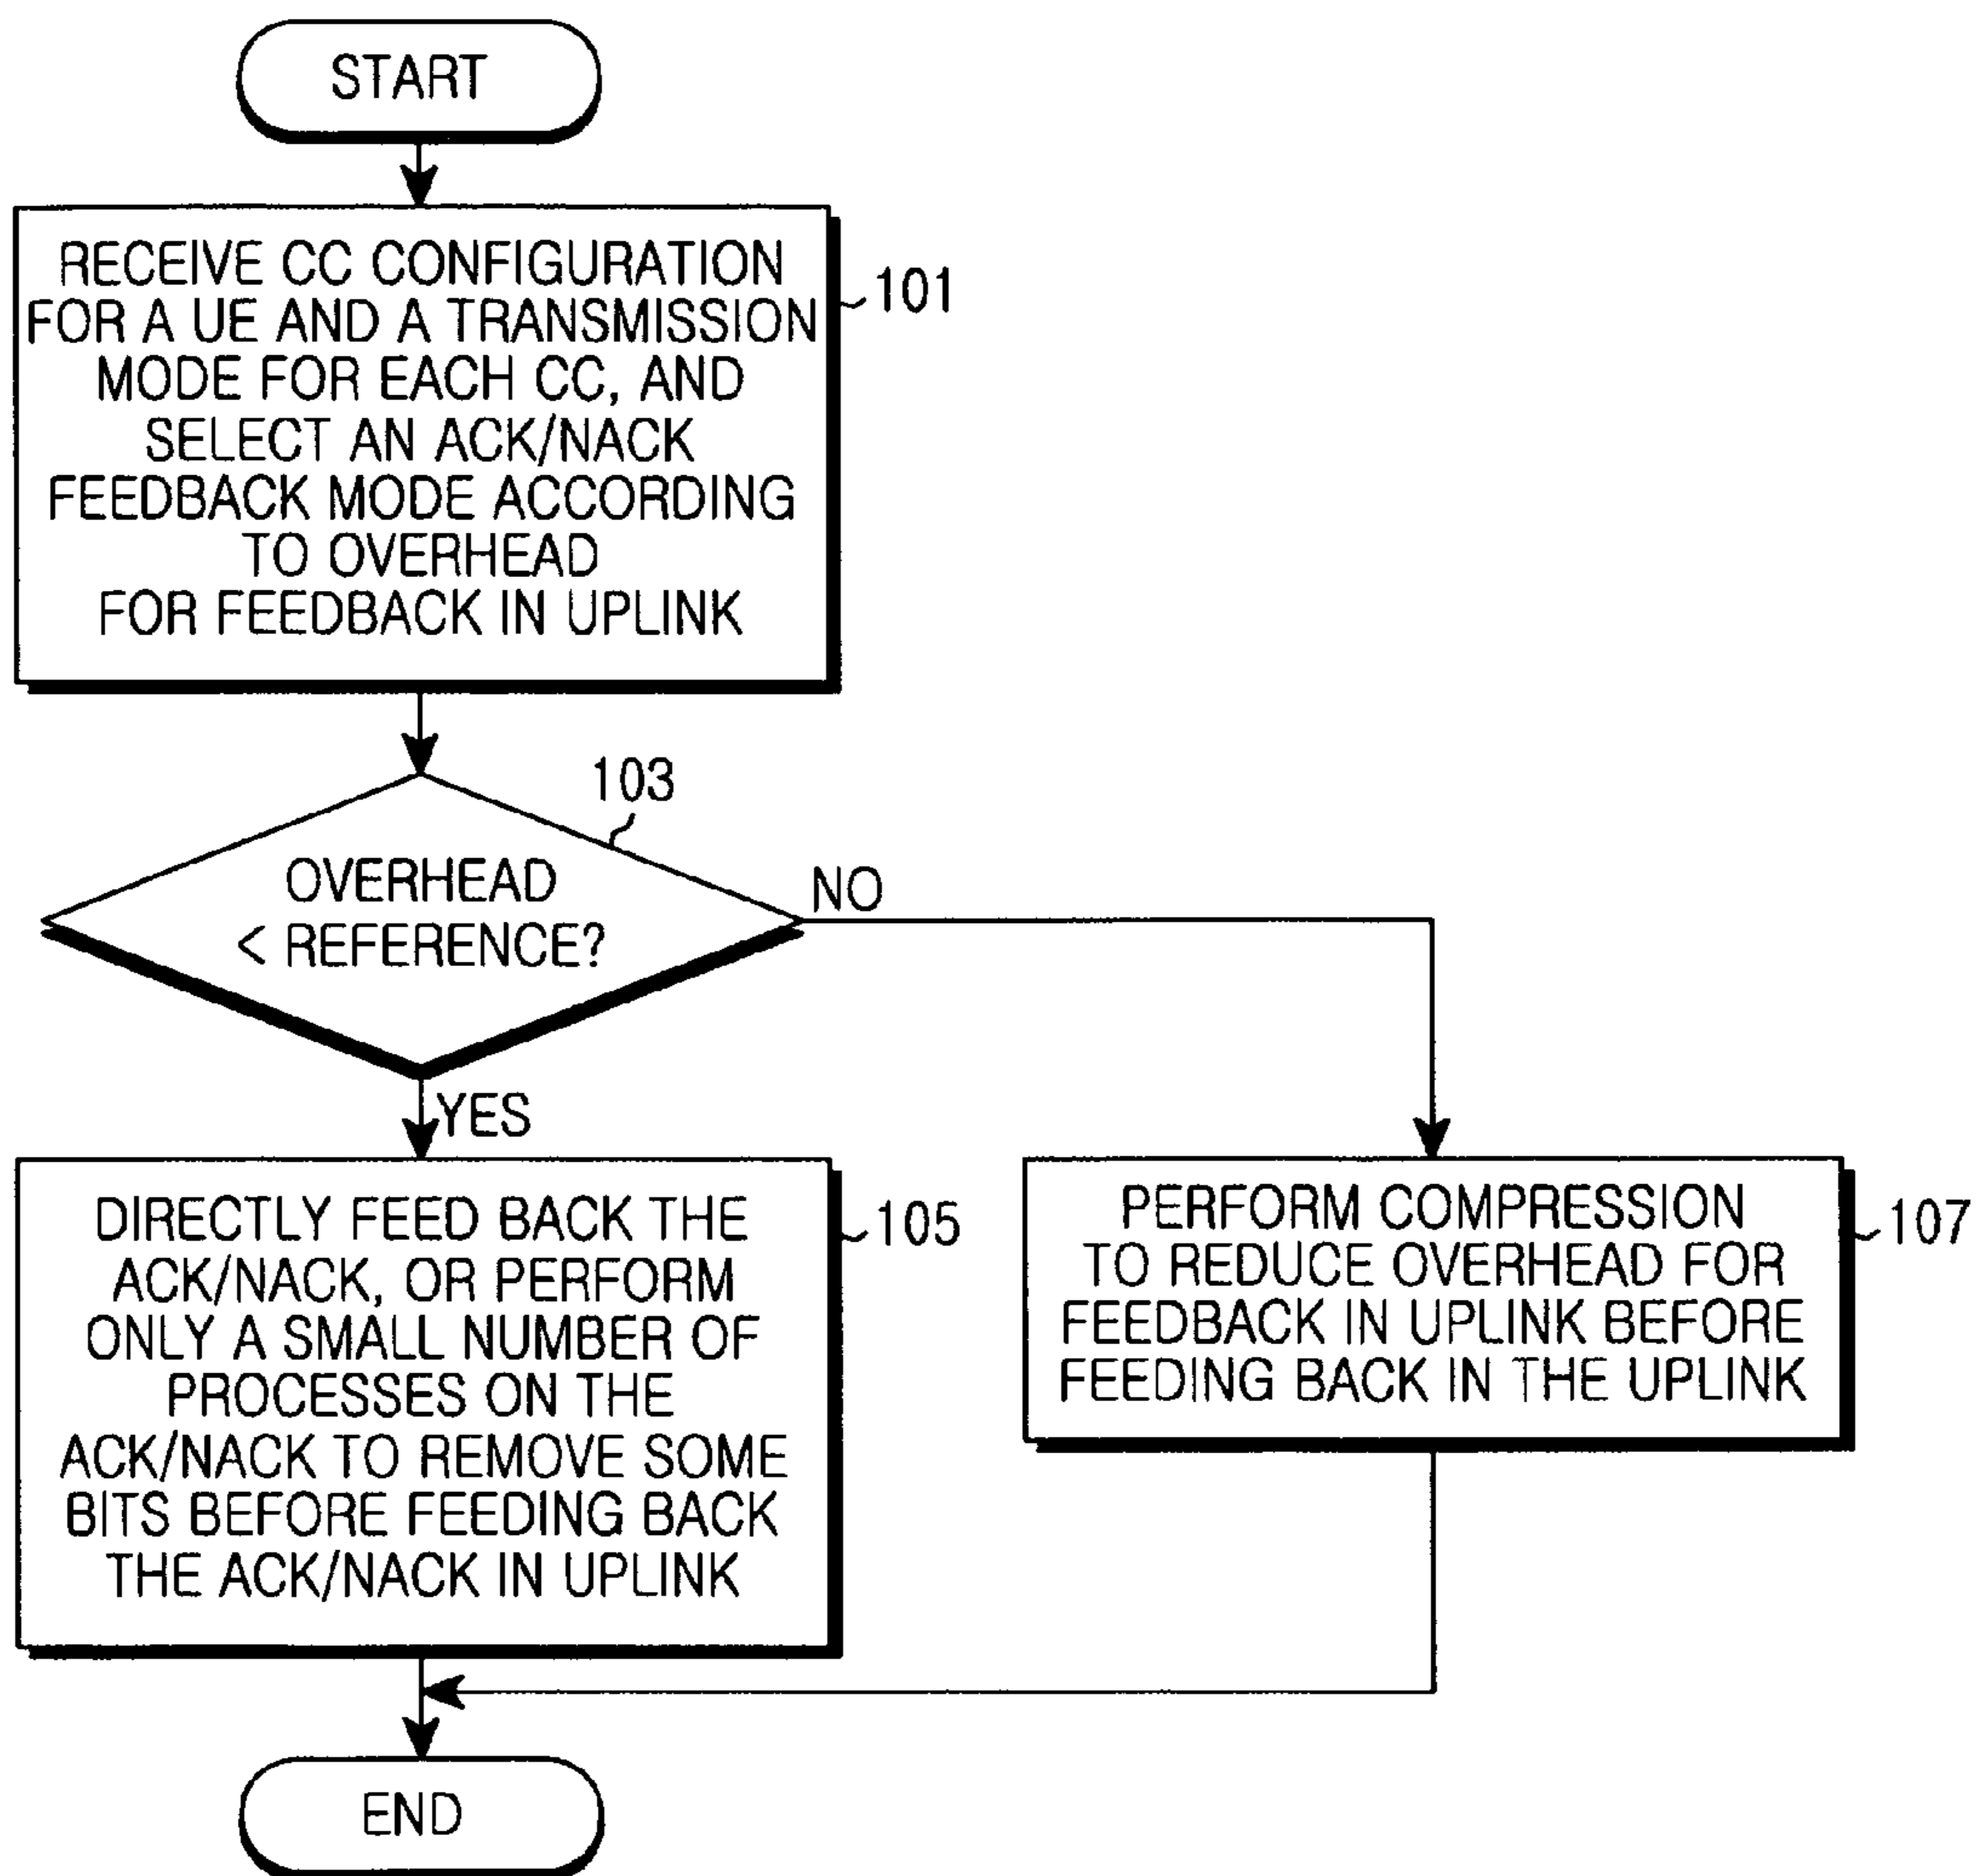 START
RECEIVE CC CONFIGURATION
FOR A UE AND A TRANSMISSION
MODE FOR EACH CC, AND
SELECT AN ACK/NACK
FEEDBACK MODE ACCORDING
TO OVERHEAD
FOR FEEDBACK IN UPLINK
101
103
OVERHEAD
< REFERENCE?
NO
YES
DIRECTLY FEED BACK THE
ACK/NACK, OR PERFORM
ONLY A SMALL NUMBER OF
PROCESSES ON THE
ACK/NACK TO REMOVE SOME
BITS BEFORE FEEDING BACK
THE ACK/NACK IN UPLINK
105
PERFORM COMPRESSION
TO REDUCE OVERHEAD FOR
FEEDBACK IN UPLINK BEFORE
FEEDING BACK IN THE UPLINK
107
END